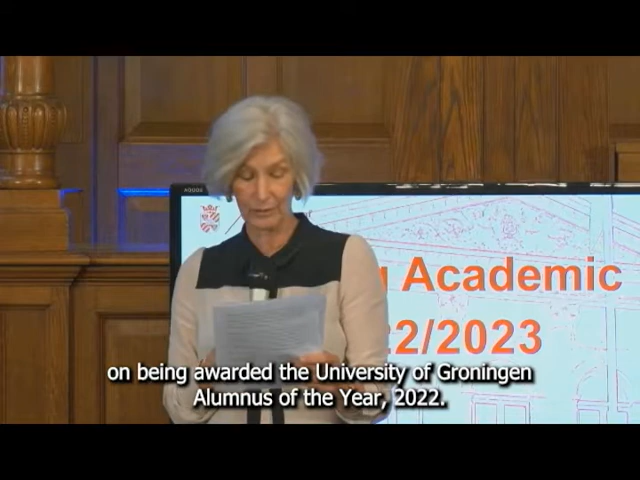 g Academic
22/2023
on being awarded the University of Groningen
Alumnus of the Year, 2022.